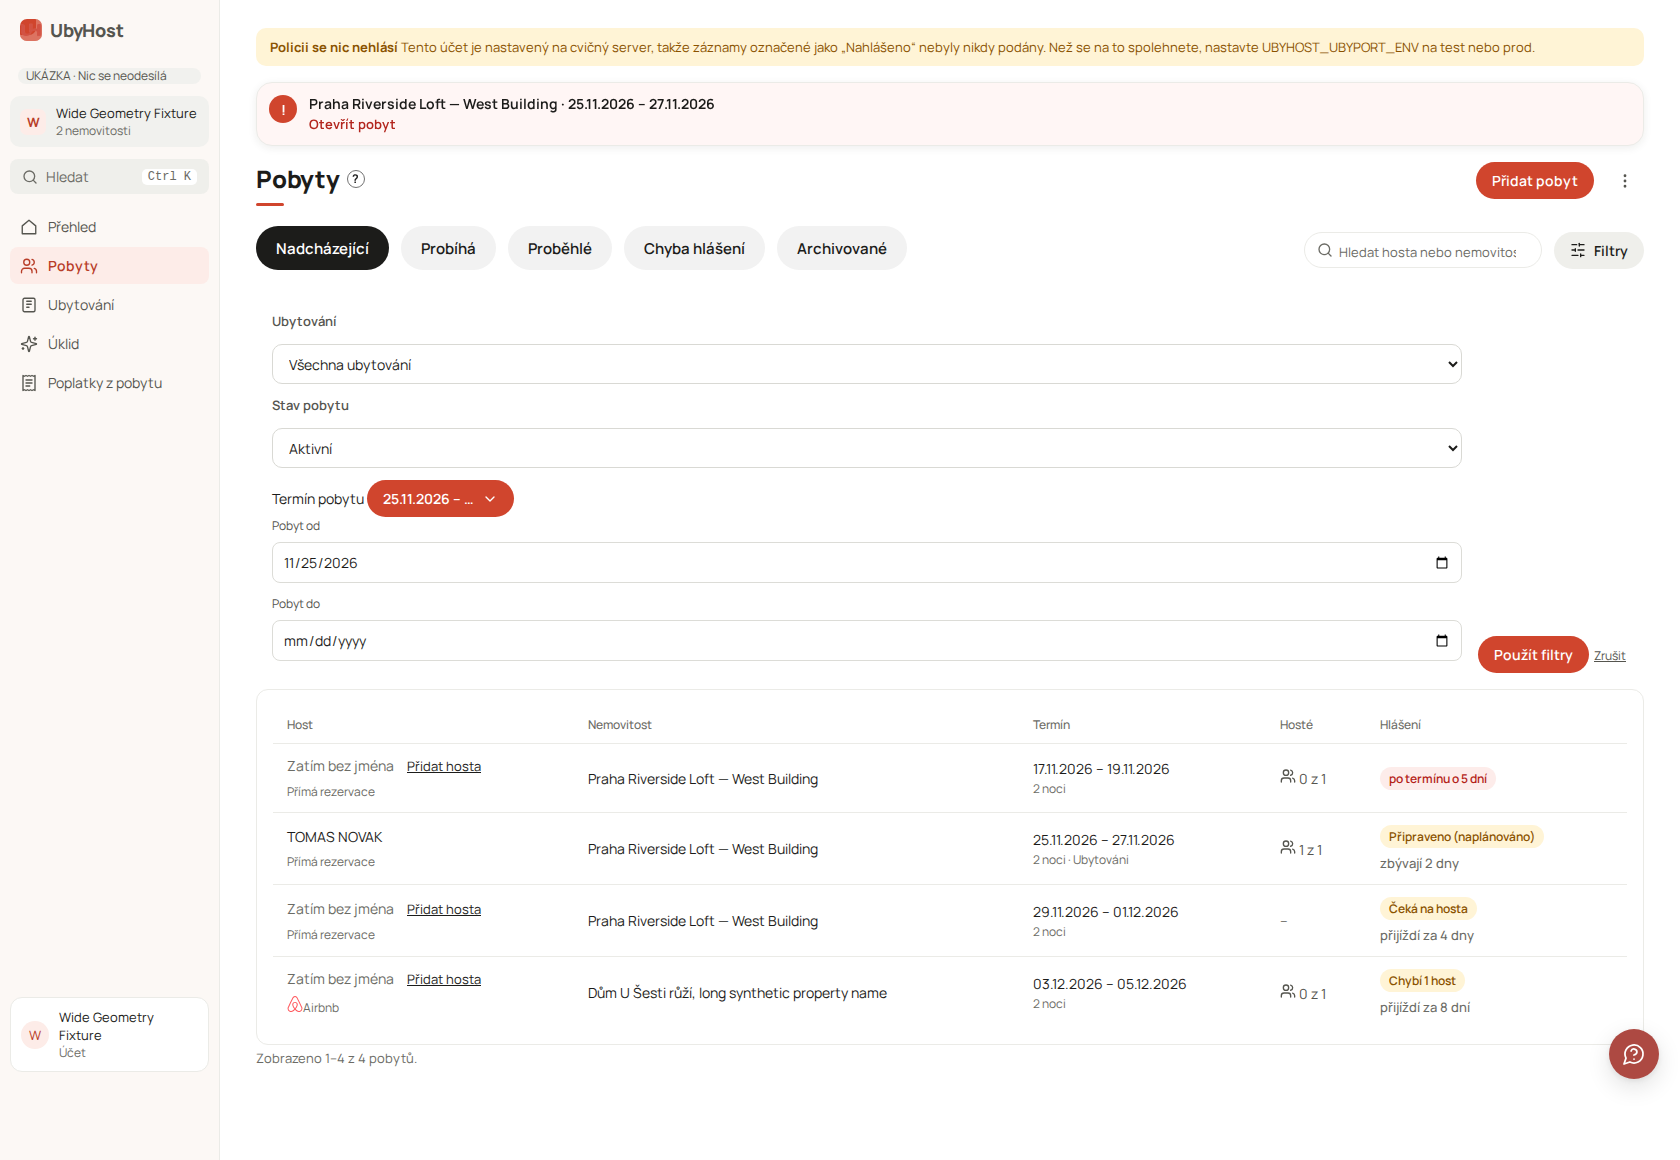 UbyHost
UKÁZKA · Nic se neodesílá
W
Wide Geometry Fixture
2 nemovitosti
Hledat
Ctrl K
Přehled
Pobyty
Ubytování
Úklid
Poplatky z pobytu
W
Wide Geometry
Fixture
Účet
Policii se nic nehlásí Tento účet je nastavený na cvičný server, takže záznamy označené jako „Nahlášeno“ nebyly nikdy podány. Než se na to spolehnete, nastavte UBYHOST_UBYPORT_ENV na test nebo prod.
!
Praha Riverside Loft — West Building · 25.11.2026 – 27.11.2026
Otevřít pobyt
Pobyty ?
Přidat pobyt
Nadcházející
Probíhá
Proběhlé
Chyba hlášení
Archivované
Hledat hosta nebo nemovitos
Filtry
Ubytování
Všechna ubytování
Stav pobytu
Aktivní
Termín pobytu
25.11.2026 – ...
Pobyt od
11/25/2026
Pobyt do
mm/dd/yyyy
Použít filtry
Zrušit
Host Nemovitost Termín Hosté Hlášení
Zatím bez jména Přidat hosta
Přímá rezervace
Praha Riverside Loft — West Building
17.11.2026 – 19.11.2026
2 noci
0 z 1
po termínu o 5 dní
TOMAS NOVAK
Přímá rezervace
Praha Riverside Loft — West Building
25.11.2026 – 27.11.2026
2 noci · Ubytováni
1 z 1
Připraveno (naplánováno)
zbývají 2 dny
Zatím bez jména Přidat hosta
Přímá rezervace
Praha Riverside Loft — West Building
29.11.2026 – 01.12.2026
2 noci
–
Čeká na hosta
přijíždí za 4 dny
Zatím bez jména Přidat hosta
Airbnb
Dům U Šesti růží, long synthetic property name
03.12.2026 – 05.12.2026
2 noci
0 z 1
Chybí 1 host
přijíždí za 8 dní
Zobrazeno 1–4 z 4 pobytů.